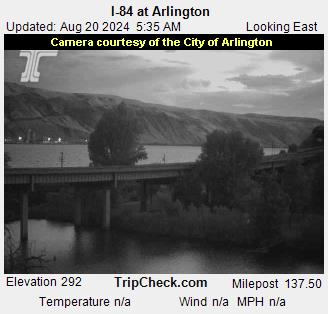 I-84 at Arlington
Updated: Aug 20 2024 5:35 AM Looking East
Camera courtesy of the City of Arlington
Elevation 292 TripCheck.com Milepost 137.50
Temperature n/a Wind n/a MPH n/a